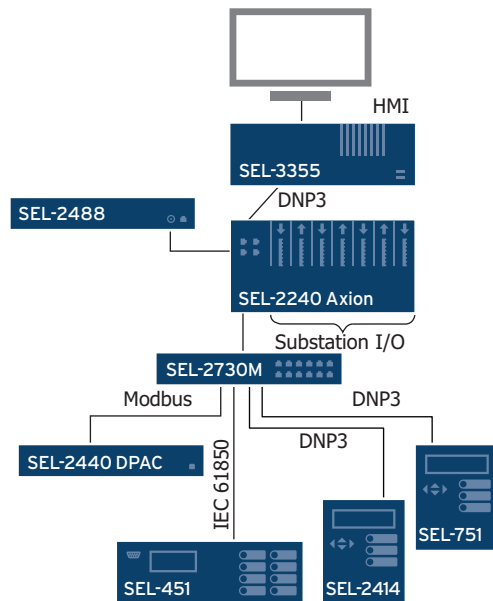 HMI
SEL-3355
DNP3
SEL-2488
SEL-2240 Axion
Substation I/O
SEL-2730M
Modbus
DNP3
DNP3
SEL-2440 DPAC
IEC 61850
SEL-751
SEL-451
SEL-2414